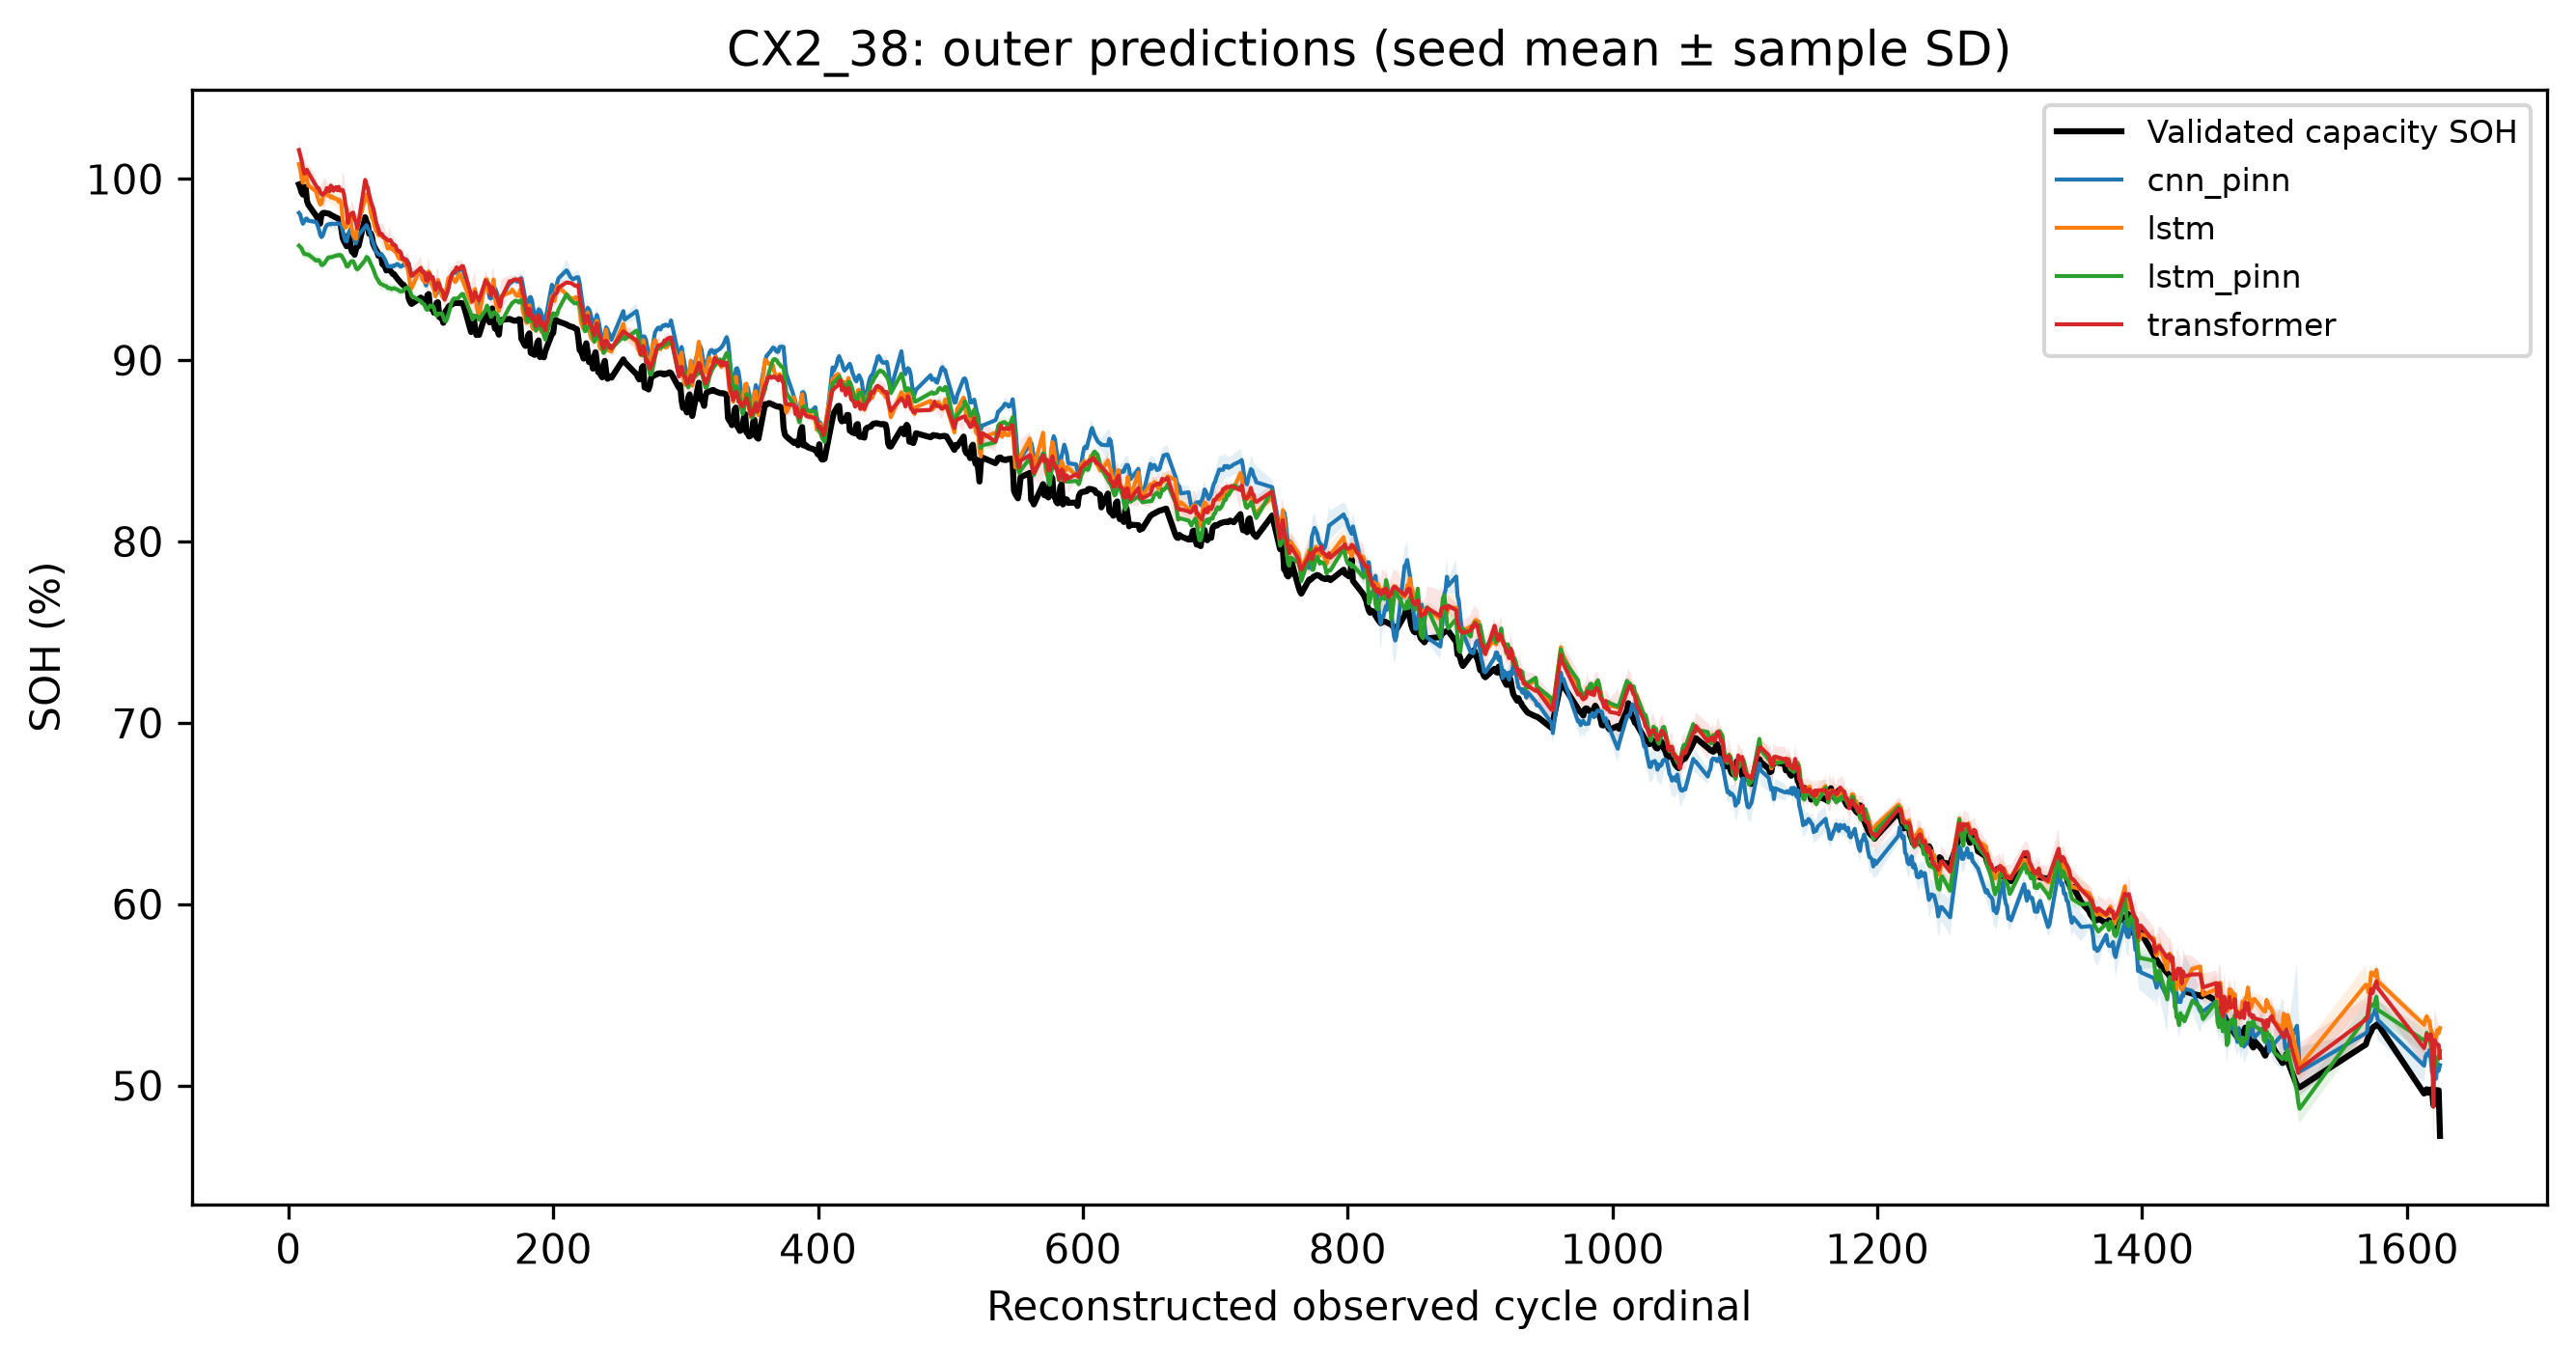 CX2_38: outer predictions (seed mean ± sample SD)
Validated capacity SOH
cnn_pinn
lstm
lstm_pinn
transformer
100
90
80
70
60
50
SOH (%)
0 200 400 600 800 1000 1200 1400 1600
Reconstructed observed cycle ordinal